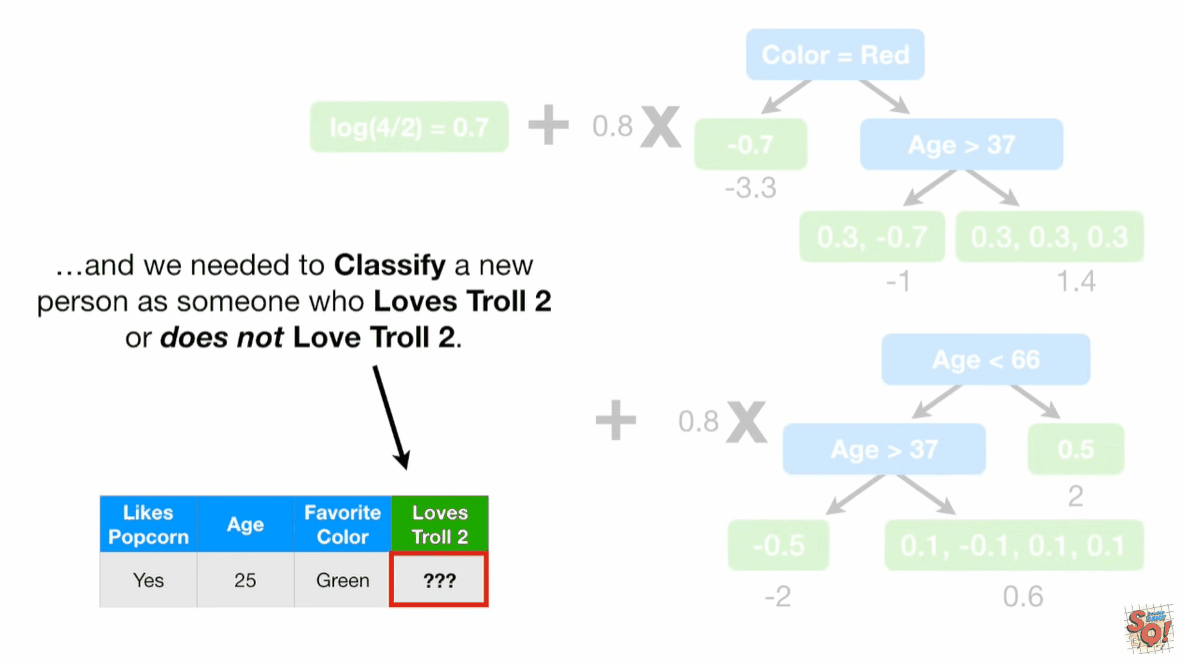 Color = Red
log(4/2) = 0.7 + 0.8 X
-0.7
Age > 37
-3.3
0.3, -0.7
0.3, 0.3, 0.3
-1
1.4
…and we needed to Classify a new
person as someone who Loves Troll 2
or does not Love Troll 2.
Age < 66
+ 0.8 X
Age > 37
0.5
2
-0.5
0.1, -0.1, 0.1, 0.1
-2
0.6
Likes Popcorn Age Favorite Color Loves Troll 2
Yes 25 Green ???
SQ!